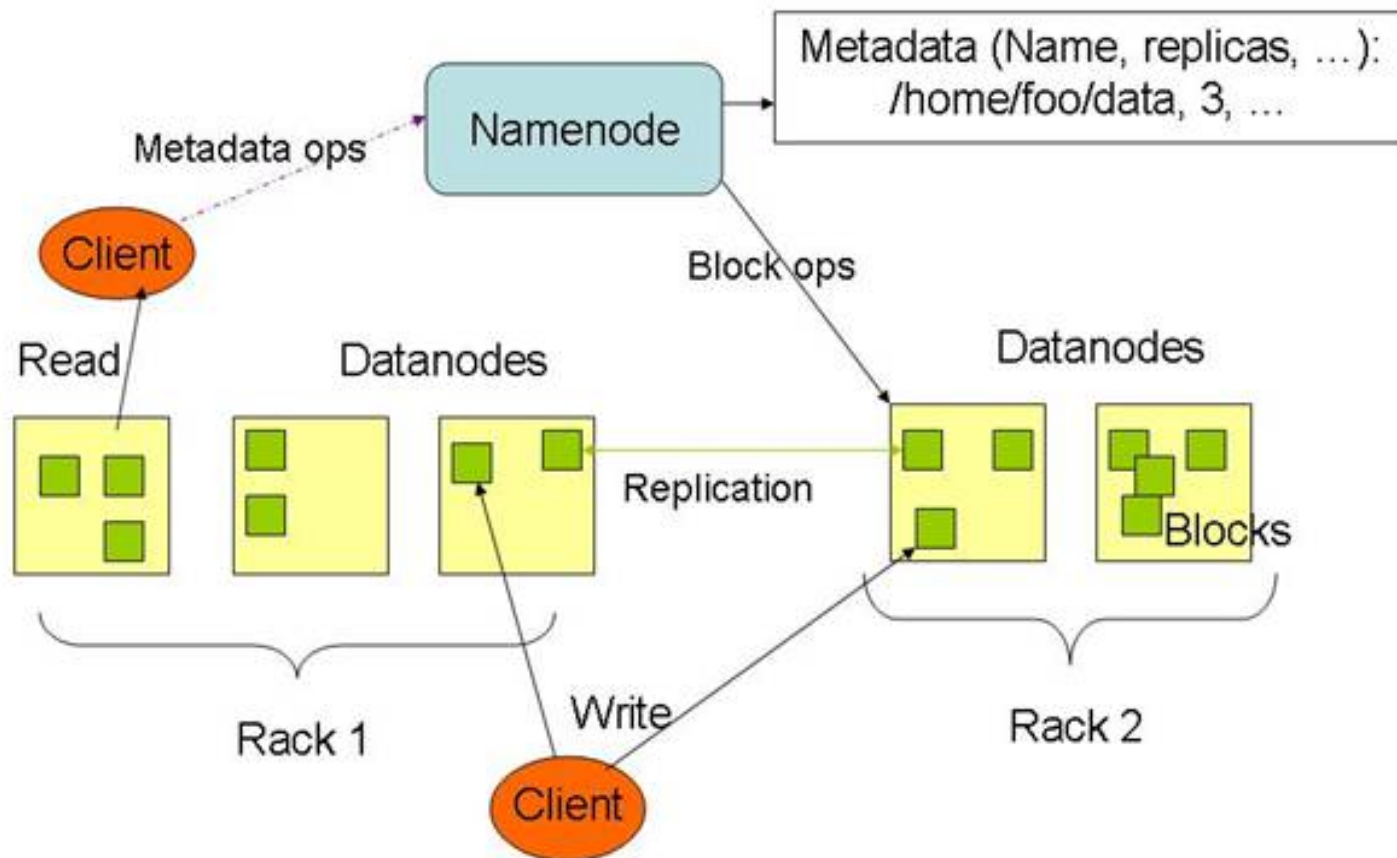 Metadata (Name, replicas, …):
/home/foo/data, 3, …
Namenode
Metadata ops
Client
Block ops
Read
Datanodes
Datanodes
Replication
Blocks
Rack 1
Write
Rack 2
Client